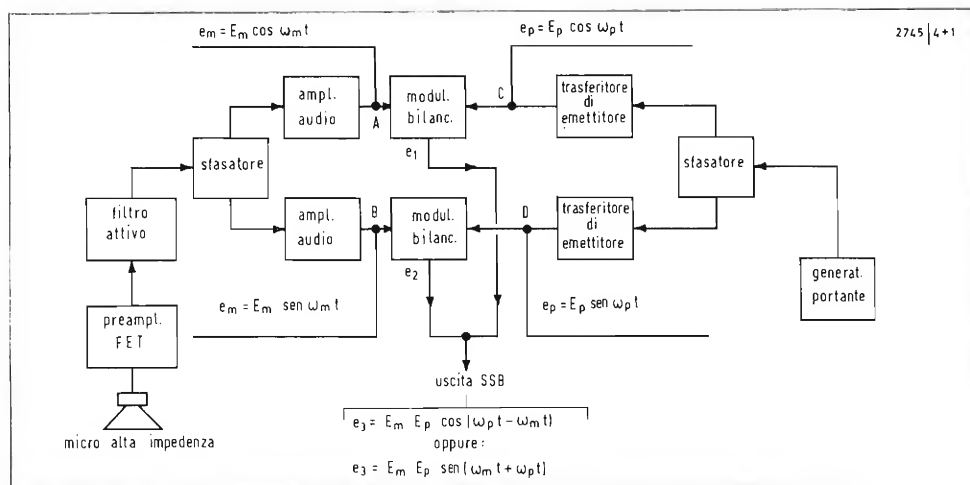 e_m = E_m cos ω_m t
e_p = E_p cos ω_p t
2745|4+1
ampl. audio
A
modul. bilanc.
C
trasferitore di emettitore
e_1
sfasatore
sfasatore
filtro attivo
ampl. audio
B
modul. bilanc.
D
trasferitore di emettitore
e_2
generat. portante
e_m = E_m sen ω_m t
e_p = E_p sen ω_p t
preampl. FET
micro alta impedenza
uscita SSB
e_3 = E_m E_p cos (ω_p t - ω_m t)
oppure:
e_3 = E_m E_p sen (ω_m t + ω_p t)